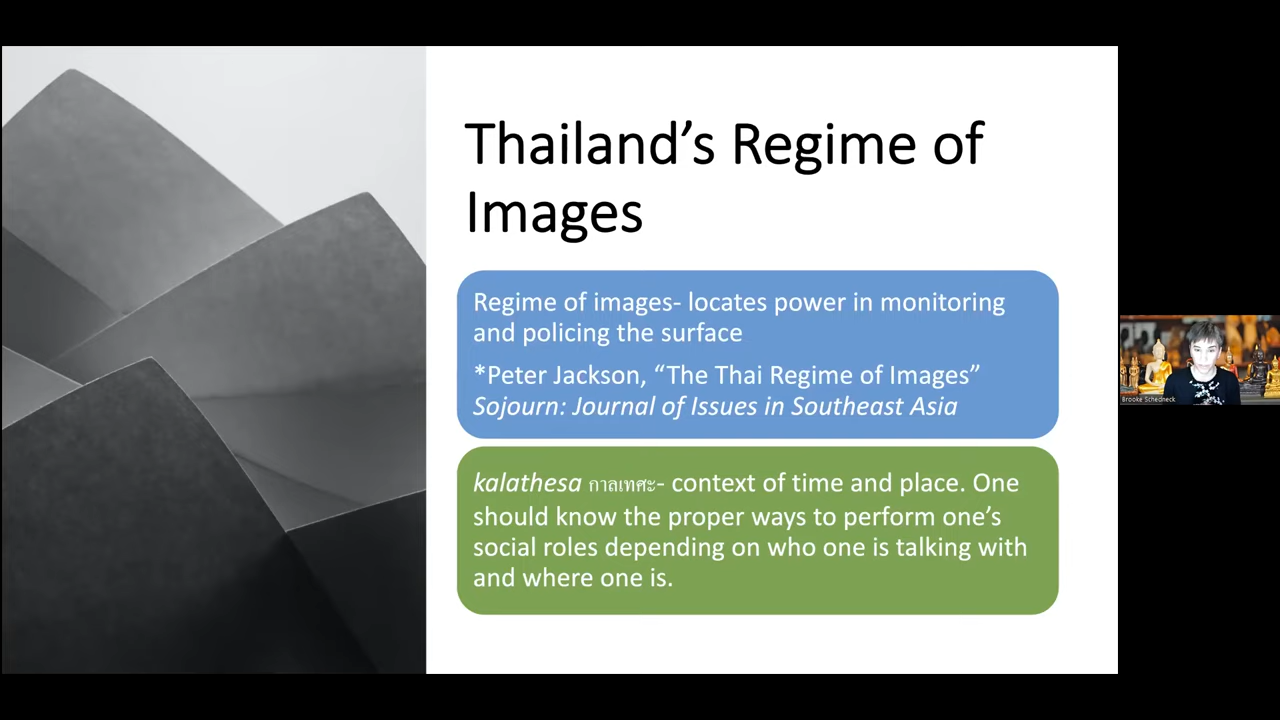 Thailand’s Regime of
Images
Regime of images- locates power in monitoring
and policing the surface
*Peter Jackson, “The Thai Regime of Images”
Sojourn: Journal of Issues in Southeast Asia
kalathesa กาลเทศะ- context of time and place. One
should know the proper ways to perform one’s
social roles depending on who one is talking with
and where one is.
Brooke Schedneck